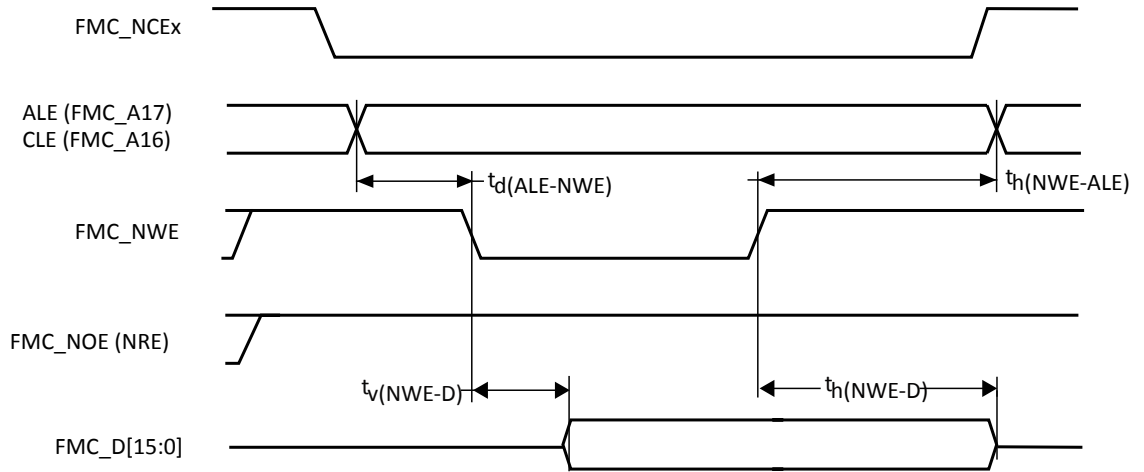 FMC_NCEx
ALE (FMC_A17)
CLE (FMC_A16)
td(ALE-NWE)
th(NWE-ALE)
FMC_NWE
FMC_NOE (NRE)
tv(NWE-D)
th(NWE-D)
FMC_D[15:0]